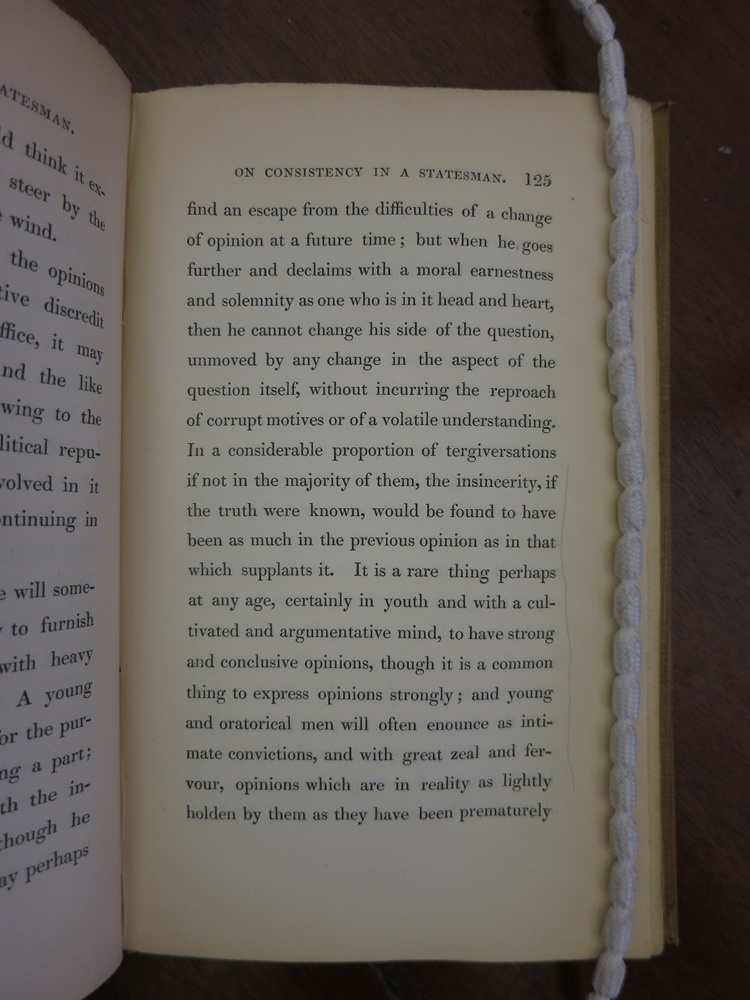 ATESMAN.
d think it ex-
steer by the
wind.
the opinions
tive discredit
ffice, it may
nd the like
wing to the
litical repu-
volved in it
ntinuing in
will some-
to furnish
with heavy
A young
or the pur-
ng a part;
th the in-
though he
ay perhaps
ON CONSISTENCY IN A STATESMAN. 125
find an escape from the difficulties of a change
of opinion at a future time; but when he goes
further and declaims with a moral earnestness
and solemnity as one who is in it head and heart,
then he cannot change his side of the question,
unmoved by any change in the aspect of the
question itself, without incurring the reproach
of corrupt motives or of a volatile understanding.
In a considerable proportion of tergiversations
if not in the majority of them, the insincerity, if
the truth were known, would be found to have
been as much in the previous opinion as in that
which supplants it. It is a rare thing perhaps
at any age, certainly in youth and with a cul-
tivated and argumentative mind, to have strong
and conclusive opinions, though it is a common
thing to express opinions strongly; and young
and oratorical men will often enounce as inti-
mate convictions, and with great zeal and fer-
vour, opinions which are in reality as lightly
holden by them as they have been prematurely